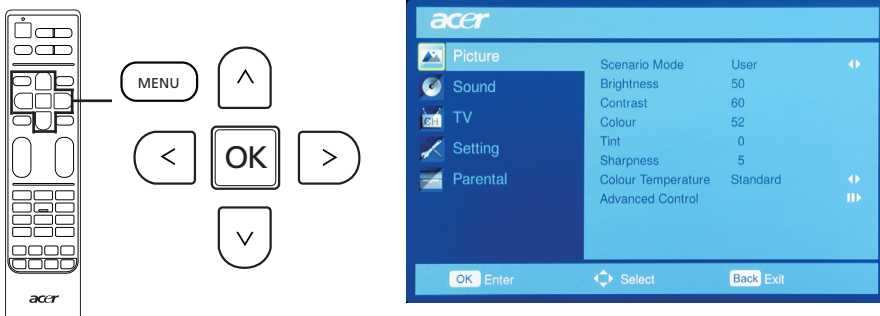 MENU
OK
acer
acer
Picture
Sound
CH
TV
Setting
Parental
Scenario Mode User
Brightness 50
Contrast 60
Colour 52
Tint 0
Sharpness 5
Colour Temperature Standard
Advanced Control
OK Enter
Select
Back Exit